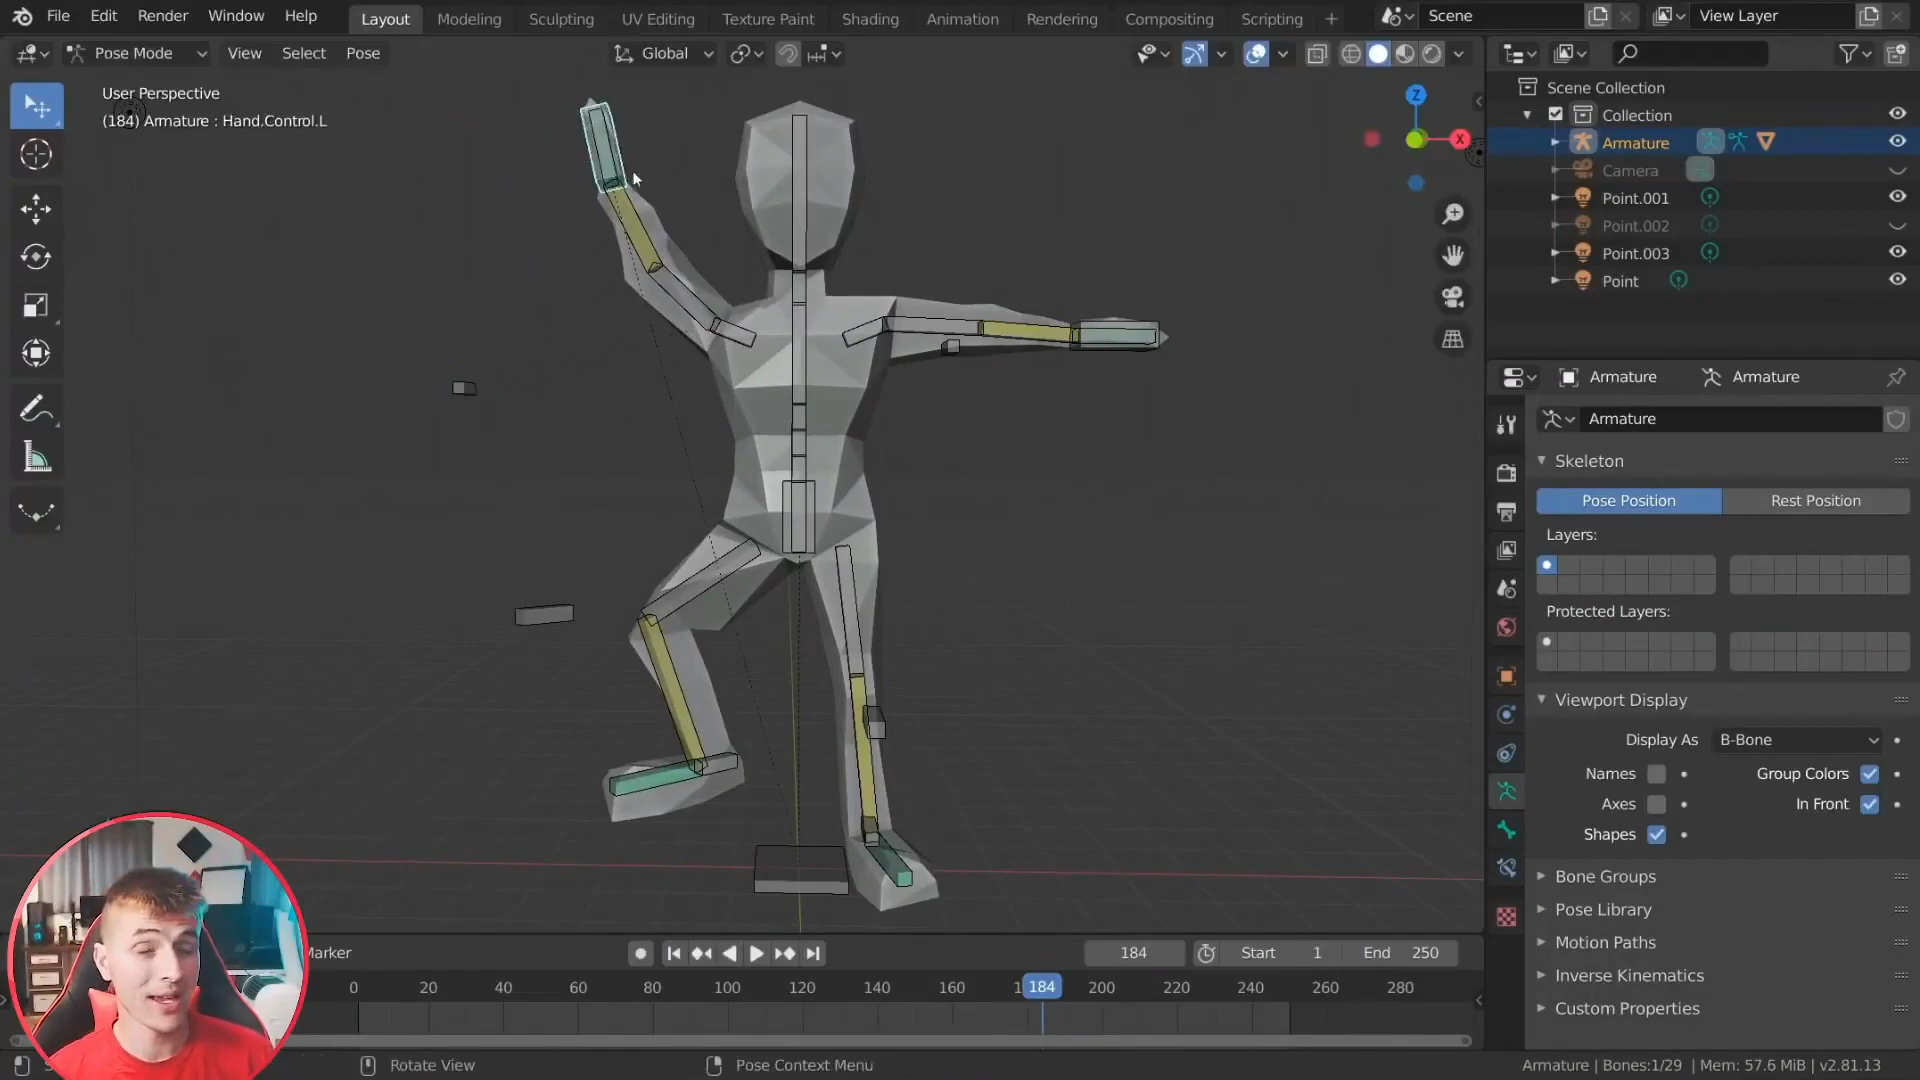 File Edit Render Window Help Layout Modeling Sculpting UV Editing Texture Paint Shading Animation Rendering Compositing Scripting + Scene View Layer
Pose Mode View Select Pose Global
User Perspective
(184) Armature : Hand.Control.L
Z
X
Scene Collection
Collection
Armature
Camera
Point.001
Point.002
Point.003
Point
Armature Armature
Armature
Skeleton
Pose Position Rest Position
Layers:
Protected Layers:
Viewport Display
Display As B-Bone
Names Group Colors
Axes In Front
Shapes
Bone Groups
Pose Library
Motion Paths
Inverse Kinematics
Custom Properties
Marker 184 Start 1 End 250
0 20 40 60 80 100 120 140 160 184 200 220 240 260 280
Rotate View Pose Context Menu Armature | Bones:1/29 | Mem: 57.6 MiB | v2.81.13